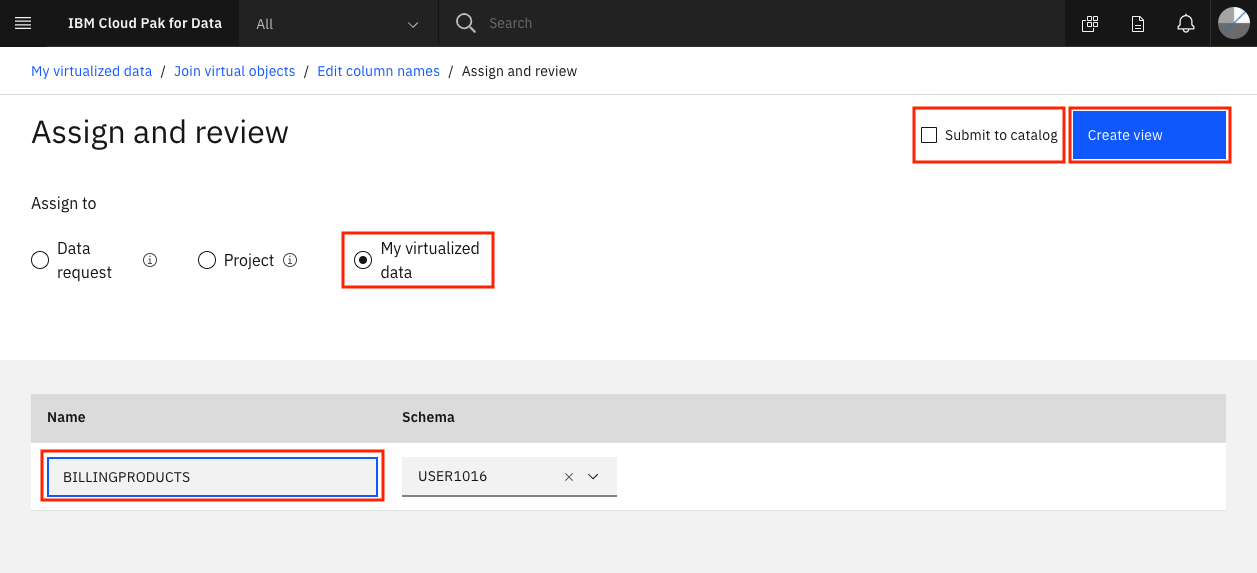 IBM Cloud Pak for Data All Search
My virtualized data / Join virtual objects / Edit column names / Assign and review
Assign and review
Submit to catalog
Create view
Assign to
Data request
Project
My virtualized data
Name Schema
BILLINGPRODUCTS USER1016